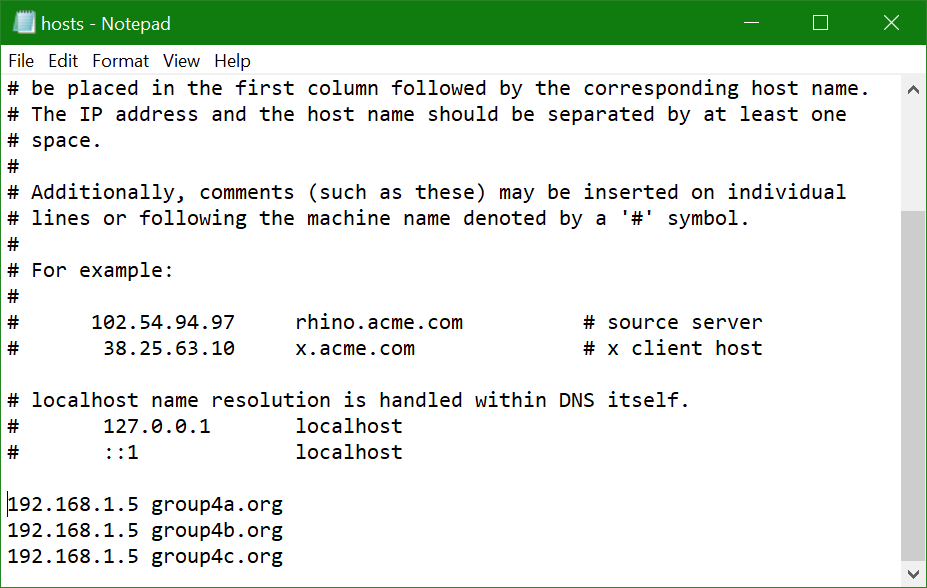 hosts - Notepad
File Edit Format View Help
# be placed in the first column followed by the corresponding host name.
# The IP address and the host name should be separated by at least one
# space.
#
# Additionally, comments (such as these) may be inserted on individual
# lines or following the machine name denoted by a '#' symbol.
#
# For example:
#
#      102.54.94.97     rhino.acme.com          # source server
#       38.25.63.10     x.acme.com              # x client host

# localhost name resolution is handled within DNS itself.
#       127.0.0.1       localhost
#       ::1             localhost

192.168.1.5 group4a.org
192.168.1.5 group4b.org
192.168.1.5 group4c.org